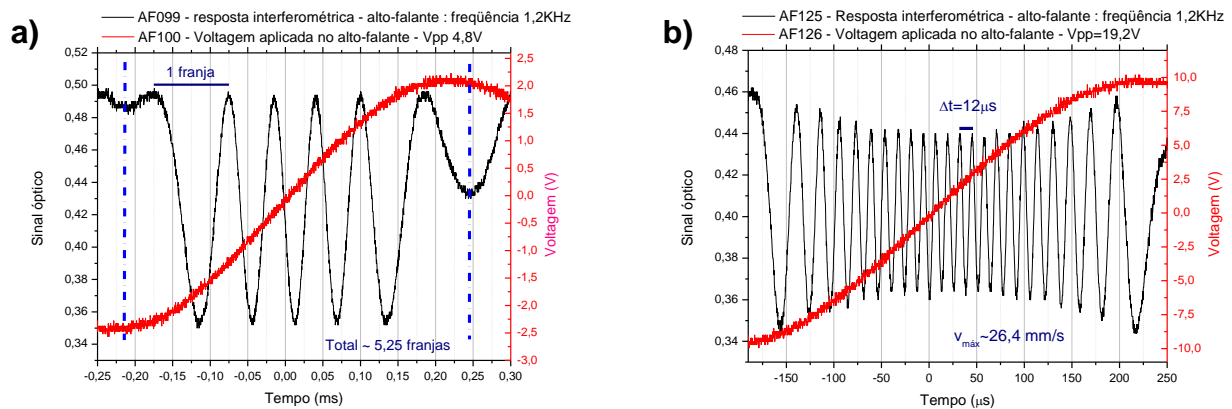 a)
AF099 - resposta interferométrica - alto-falante : freqüência 1,2KHz
AF100 - Voltagem aplicada no alto-falante - Vpp 4,8V
0,52
0,50
0,48
0,46
0,44
0,42
0,40
0,38
0,36
0,34
Sinal óptico
1 franja
Total ~ 5,25 franjas
2,5
2,0
1,5
1,0
0,5
0,0
-0,5
-1,0
-1,5
-2,0
-2,5
-3,0
Voltagem (V)
-0,25 -0,20 -0,15 -0,10 -0,05 0,00 0,05 0,10 0,15 0,20 0,25 0,30
Tempo (ms)
b)
AF125 - Resposta interferométrica - alto-falante : freqüência 1,2KHz
AF126 - Voltagem aplicada no alto-falante - Vpp=19,2V
0,48
0,44
0,40
0,36
Sinal óptico
Δt=12μs
vmáx~26,4 mm/s
10,0
7,5
5,0
2,5
0,0
-2,5
-5,0
-7,5
-10,0
Voltagem (V)
-150 -100 -50 0 50 100 150 200 250
Tempo (μs)